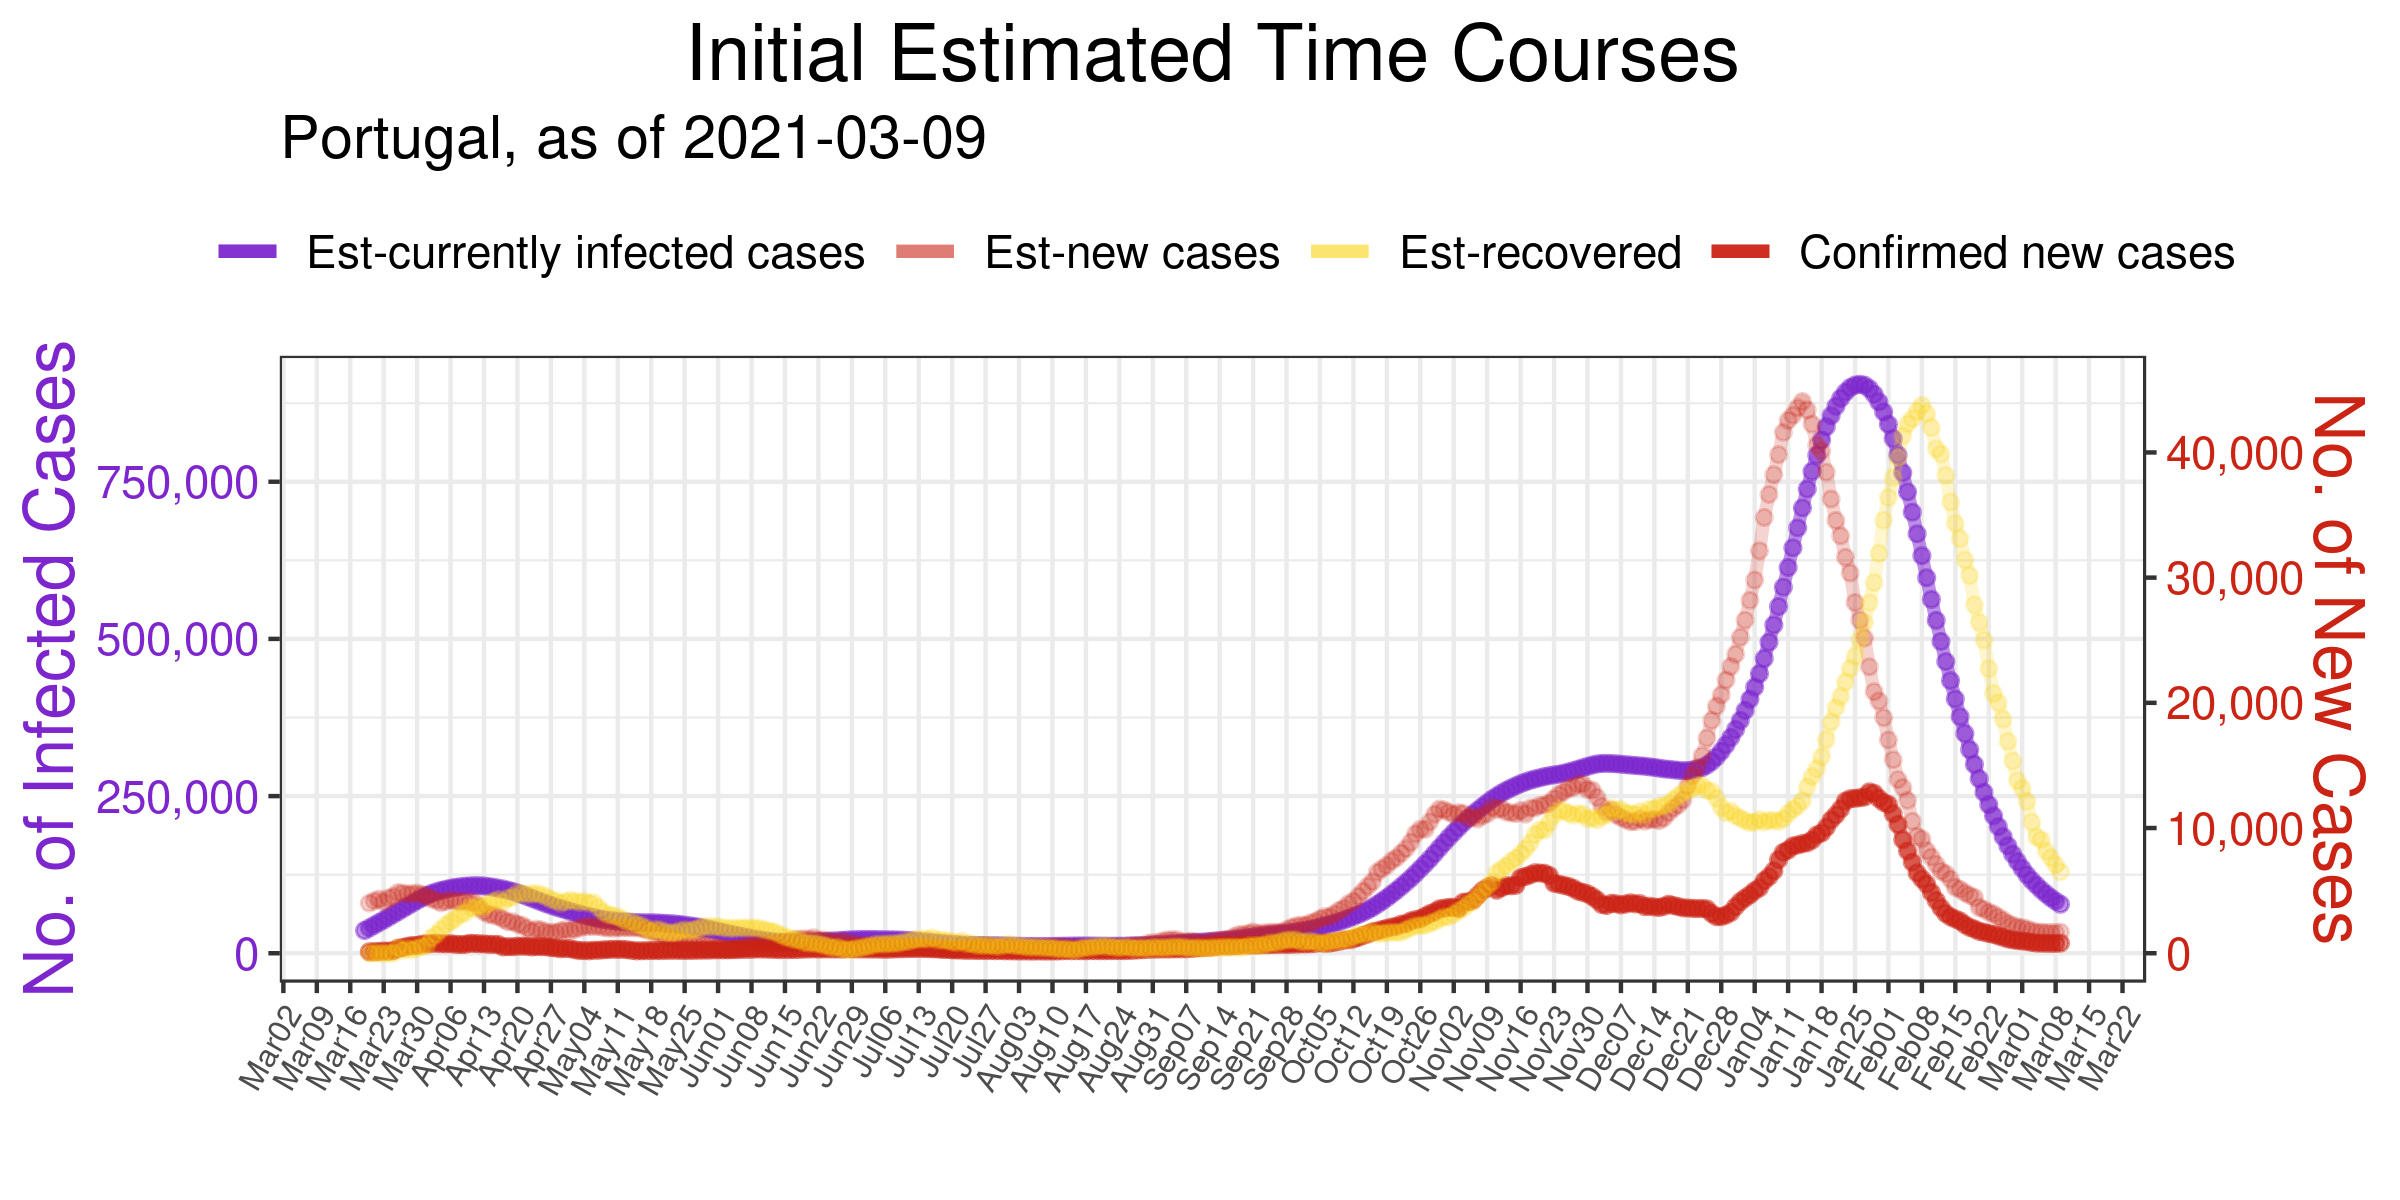 Initial Estimated Time Courses
Portugal, as of 2021-03-09
Est-currently infected cases Est-new cases Est-recovered Confirmed new cases
No. of Infected Cases
750,000
500,000
250,000
0
40,000
30,000
20,000
10,000
0
No. of New Cases
Mar02 Mar09 Mar16 Mar23 Mar30 Apr06 Apr13 Apr20 Apr27 May04 May11 May18 May25 Jun01 Jun08 Jun15 Jun22 Jun29 Jul06 Jul13 Jul20 Jul27 Aug03 Aug10 Aug17 Aug24 Aug31 Sep07 Sep14 Sep21 Sep28 Oct05 Oct12 Oct19 Oct26 Nov02 Nov09 Nov16 Nov23 Nov30 Dec07 Dec14 Dec21 Dec28 Jan04 Jan11 Jan18 Jan25 Feb01 Feb08 Feb15 Feb22 Mar01 Mar08 Mar15 Mar22